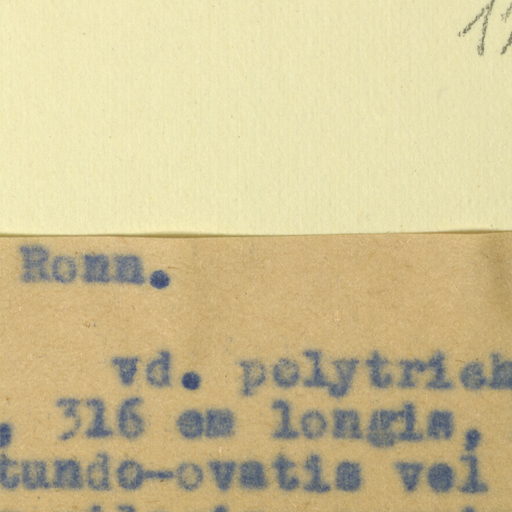 Ronn.
vd. polytrich
, 316 cm longis,
tundo-ovatis vel